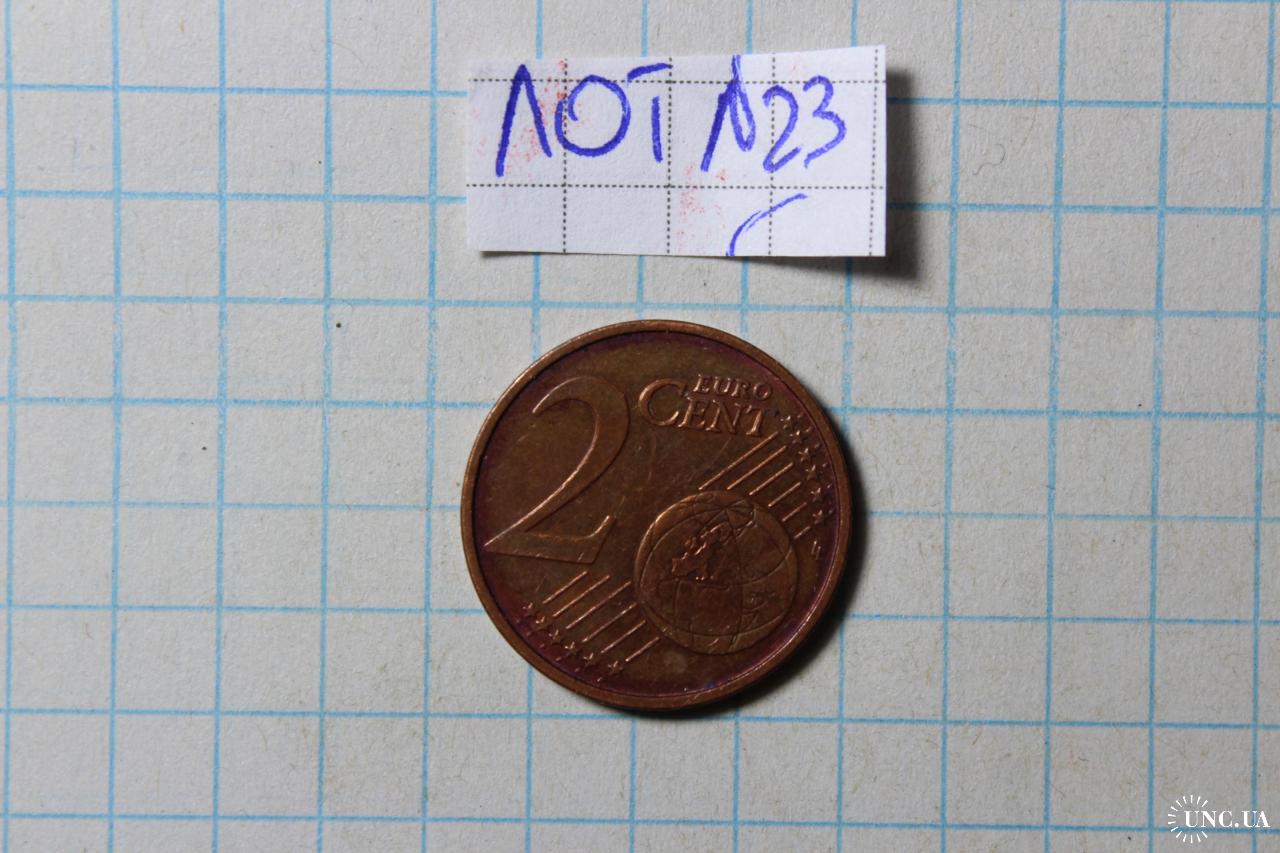 ЛОТ №23
2 EURO
CENT
UNC.UA